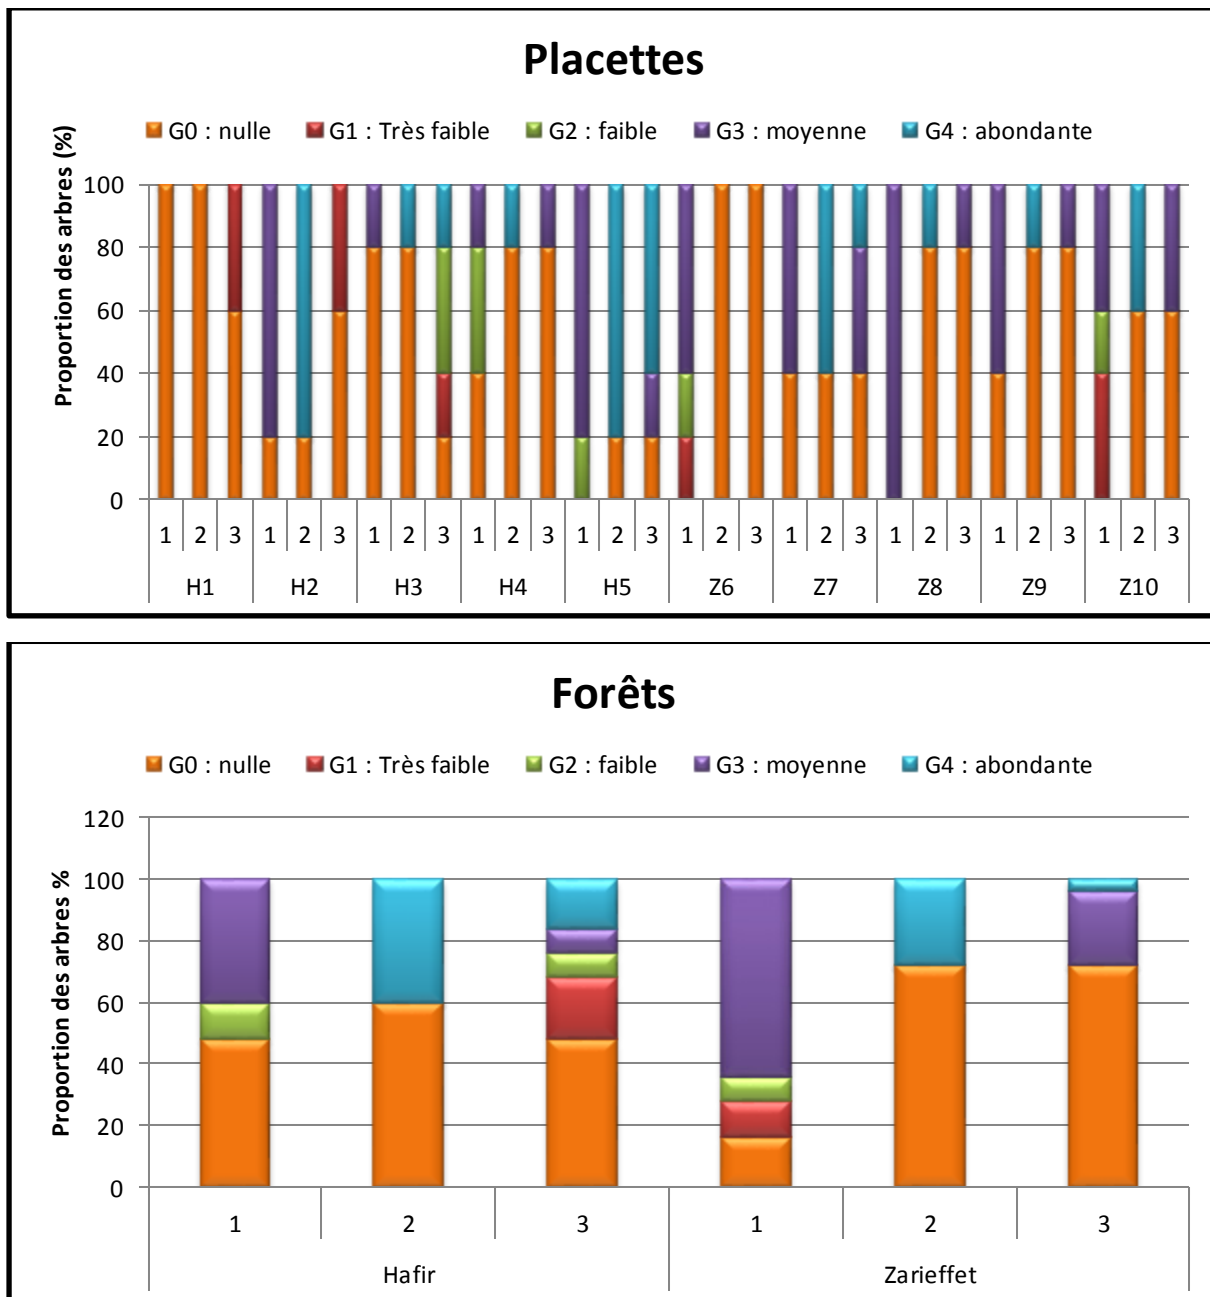 Placettes
G0 : nulle G1 : Très faible G2 : faible G3 : moyenne G4 : abondante
Proportion des arbres (%)
100
80
60
40
20
0
1 2 3 1 2 3 1 2 3 1 2 3 1 2 3 1 2 3 1 2 3 1 2 3 1 2 3 1 2 3
H1 H2 H3 H4 H5 Z6 Z7 Z8 Z9 Z10
Forêts
G0 : nulle G1 : Très faible G2 : faible G3 : moyenne G4 : abondante
Proportion des arbres %
120
100
80
60
40
20
0
1 2 3 1 2 3
Hafir Zarieffet